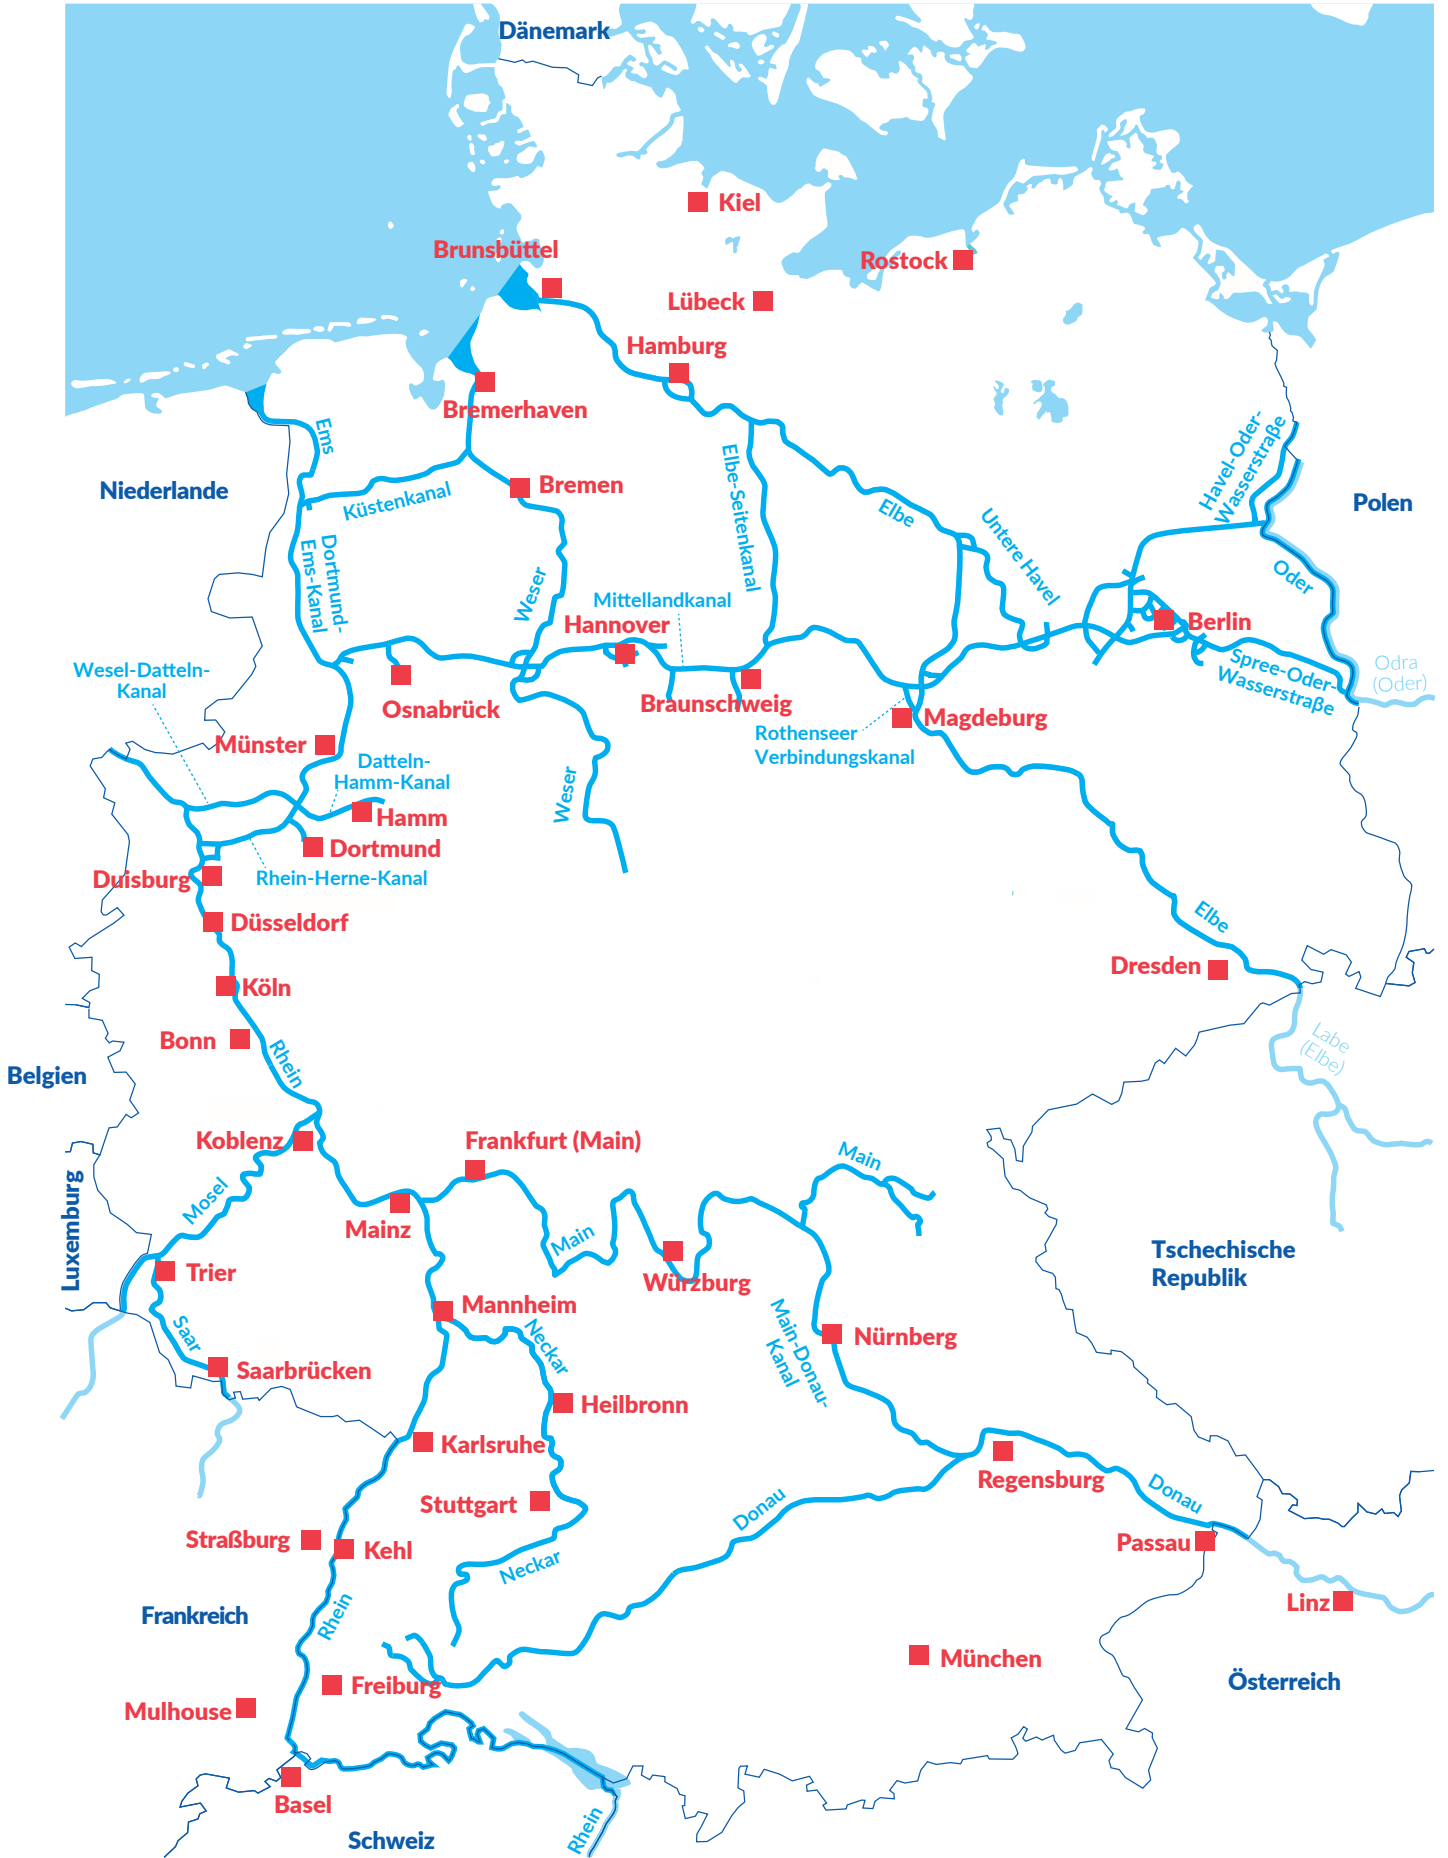 Dänemark
Kiel
Brunsbüttel
Rostock
Lübeck
Hamburg
Bremerhaven
Ems
Niederlande
Küstenkanal
Bremen
Elbe-Seitenkanal
Elbe
Untere Havel
Havel-Oder-
Wasserstraße
Polen
Dortmund-
Ems-Kanal
Weser
Mittellandkanal
Hannover
Oder
Berlin
Spree-Oder-
Wasserstraße
Odra
(Oder)
Wesel-Datteln-
Kanal
Osnabrück
Braunschweig
Magdeburg
Rothenseer
Verbindungskanal
Münster
Datteln-
Hamm-Kanal
Weser
Hamm
Dortmund
Duisburg
Rhein-Herne-Kanal
Düsseldorf
Elbe
Dresden
Köln
Bonn
Rhein
Labe
(Elbe)
Belgien
Koblenz
Frankfurt (Main)
Main
Mosel
Luxemburg
Mainz
Main
Tschechische
Republik
Trier
Würzburg
Mannheim
Saar
Neckar
Main-Donau-
Kanal
Nürnberg
Saarbrücken
Heilbronn
Karlsruhe
Regensburg
Stuttgart
Donau
Donau
Straßburg
Kehl
Passau
Neckar
Linz
Frankreich
Rhein
München
Österreich
Freiburg
Mulhouse
Basel
Schweiz
Rhein